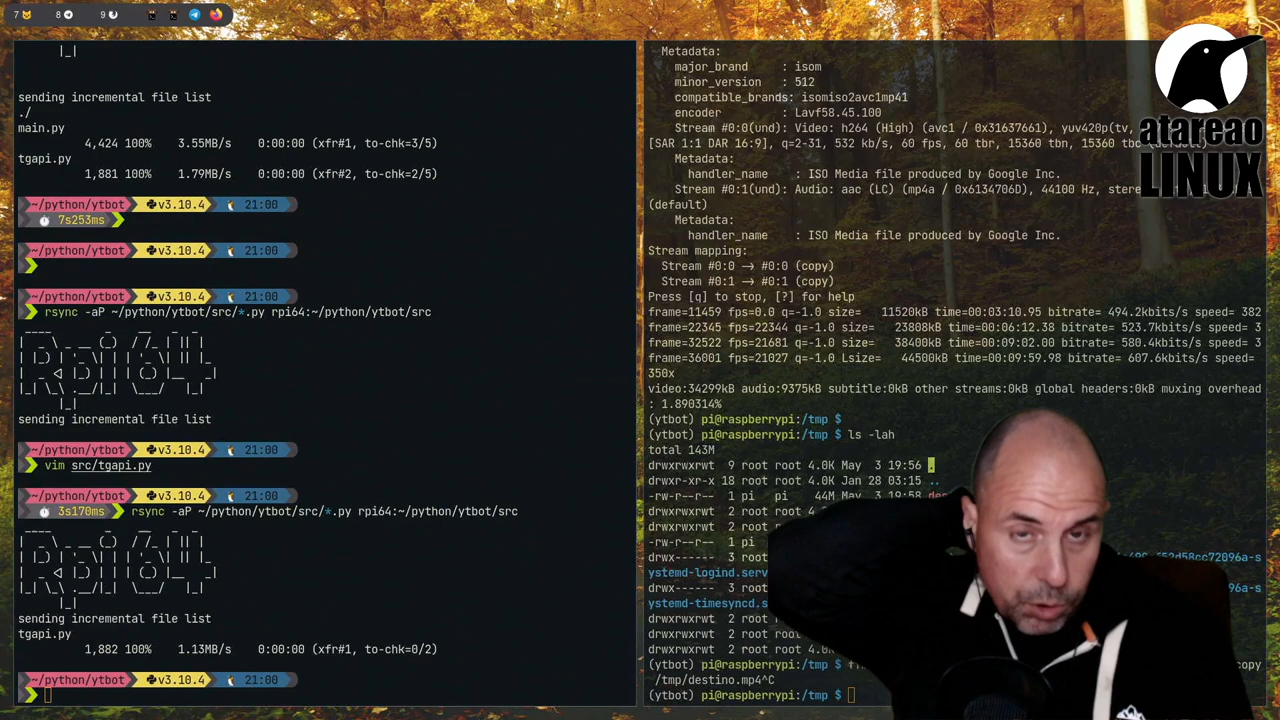 7
8
9
atareao
LINUX
|_|
sending incremental file list
./
main.py
4,424 100% 3.55MB/s 0:00:00 (xfr#1, to-chk=3/5)
tgapi.py
1,881 100% 1.79MB/s 0:00:00 (xfr#2, to-chk=2/5)
~/python/ytbot v3.10.4 21:00
7s253ms
~/python/ytbot v3.10.4 21:00
~/python/ytbot v3.10.4 21:00
rsync -aP ~/python/ytbot/src/*.py rpi64:~/python/ytbot/src
Rpi64
sending incremental file list
~/python/ytbot v3.10.4 21:00
vim src/tgapi.py
~/python/ytbot v3.10.4 21:00
3s170ms rsync -aP ~/python/ytbot/src/*.py rpi64:~/python/ytbot/src
Rpi64
sending incremental file list
tgapi.py
1,882 100% 1.13MB/s 0:00:00 (xfr#1, to-chk=0/2)
~/python/ytbot v3.10.4 21:00
Metadata:
major_brand : isom
minor_version : 512
compatible_brands: isomiso2avc1mp41
encoder : Lavf58.45.100
Stream #0:0(und): Video: h264 (High) (avc1 / 0x31637661), yuv420p(tv,
[SAR 1:1 DAR 16:9], q=2-31, 532 kb/s, 60 fps, 60 tbr, 15360 tbn, 15360 tbc
Metadata:
handler_name : ISO Media file produced by Google Inc.
Stream #0:1(und): Audio: aac (LC) (mp4a / 0x6134706D), 44100 Hz,
(default)
Metadata:
handler_name : ISO Media file produced by Google Inc.
Stream mapping:
Stream #0:0 -> #0:0 (copy)
Stream #0:1 -> #0:1 (copy)
Press [q] to stop, [?] for help
frame=11459 fps=0.0 q=-1.0 size= 11520kB time=00:03:10.95 bitrate= 494.2kbits/s speed= 382
frame=22345 fps=22344 q=-1.0 size= 23808kB time=00:06:12.38 bitrate= 523.7kbits/s speed= 3
frame=32522 fps=21681 q=-1.0 size= 38400kB time=00:09:02.00 bitrate= 580.4kbits/s speed= 3
frame=36001 fps=21027 q=-1.0 Lsize= 44500kB time=00:09:59.98 bitrate= 607.6kbits/s speed=
350x
video:34299kB audio:9375kB subtitle:0kB other streams:0kB global headers:0kB muxing overhead
: 1.890314%
(ytbot) pi@raspberrypi:/tmp $
(ytbot) pi@raspberrypi:/tmp $ ls -lah
total 143M
drwxrwxrwt 9 root root 4.0K May 3 19:56 .
drwxr-xr-x 18 root root 4.0K Jan 28 03:15 ..
-rw-r--r-- 1 pi pi 44M May 3 19:58
drwxrwxrwt 2 root root 4.0K
drwxrwxrwt 2 root
-rw-r--r-- 1 pi
drwx------ 3 root
ystemd-logind.serv
drwx------ 3 root
ystemd-timesyncd.s
drwxrwxrwt 2 root
drwxrwxrwt 2 root
drwxrwxrwt 2 root 4.0K
(ytbot) pi@raspberrypi:/tmp $ copy
/tmp/destino.mp4^C
(ytbot) pi@raspberrypi:/tmp $